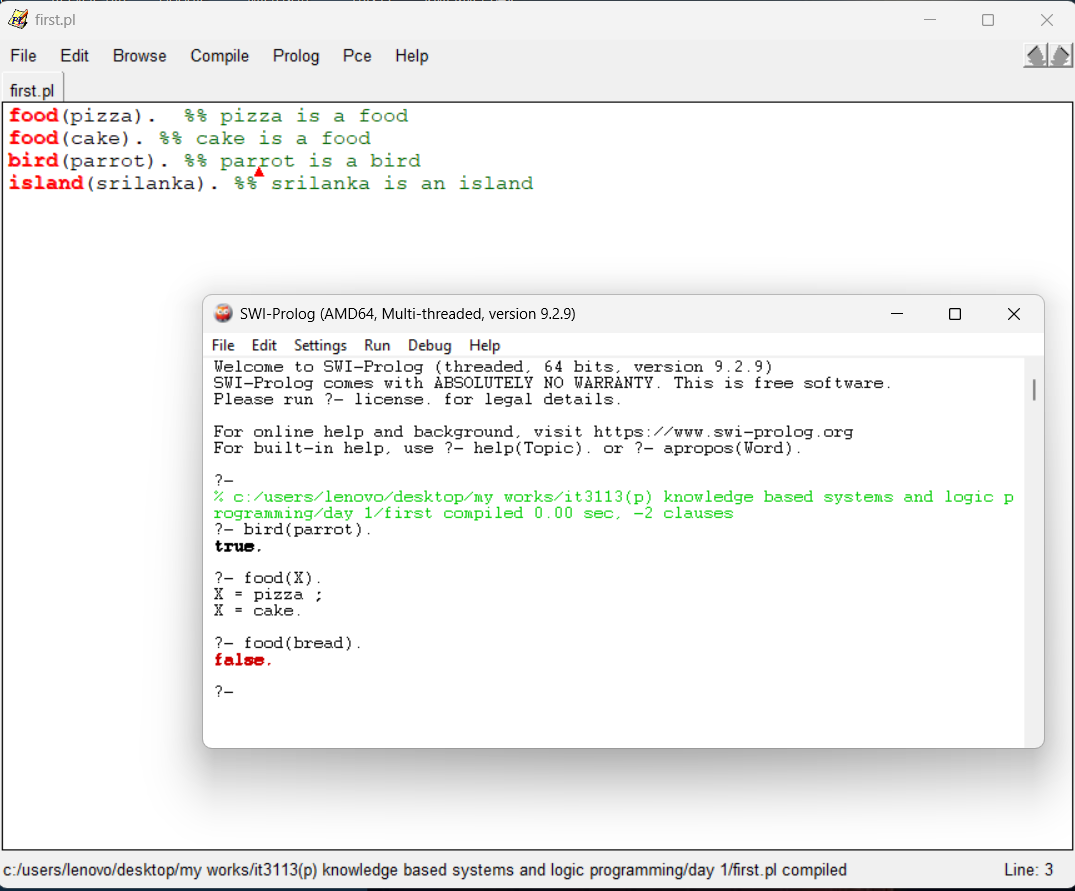 first.pl
File Edit Browse Compile Prolog Pce Help
first.pl
food(pizza).  %% pizza is a food
food(cake). %% cake is a food
bird(parrot). %% parrot is a bird
island(srilanka). %% srilanka is an island
SWI-Prolog (AMD64, Multi-threaded, version 9.2.9)
File Edit Settings Run Debug Help
Welcome to SWI-Prolog (threaded, 64 bits, version 9.2.9)
SWI-Prolog comes with ABSOLUTELY NO WARRANTY. This is free software.
Please run ?- license. for legal details.
For online help and background, visit https://www.swi-prolog.org
For built-in help, use ?- help(Topic). or ?- apropos(Word).
?-
% c:/users/lenovo/desktop/my works/it3113(p) knowledge based systems and logic p
rogramming/day 1/first compiled 0.00 sec, -2 clauses
?- bird(parrot).
true.
?- food(X).
X = pizza ;
X = cake.
?- food(bread).
false.
?-
c:/users/lenovo/desktop/my works/it3113(p) knowledge based systems and logic programming/day 1/first.pl compiled Line: 3